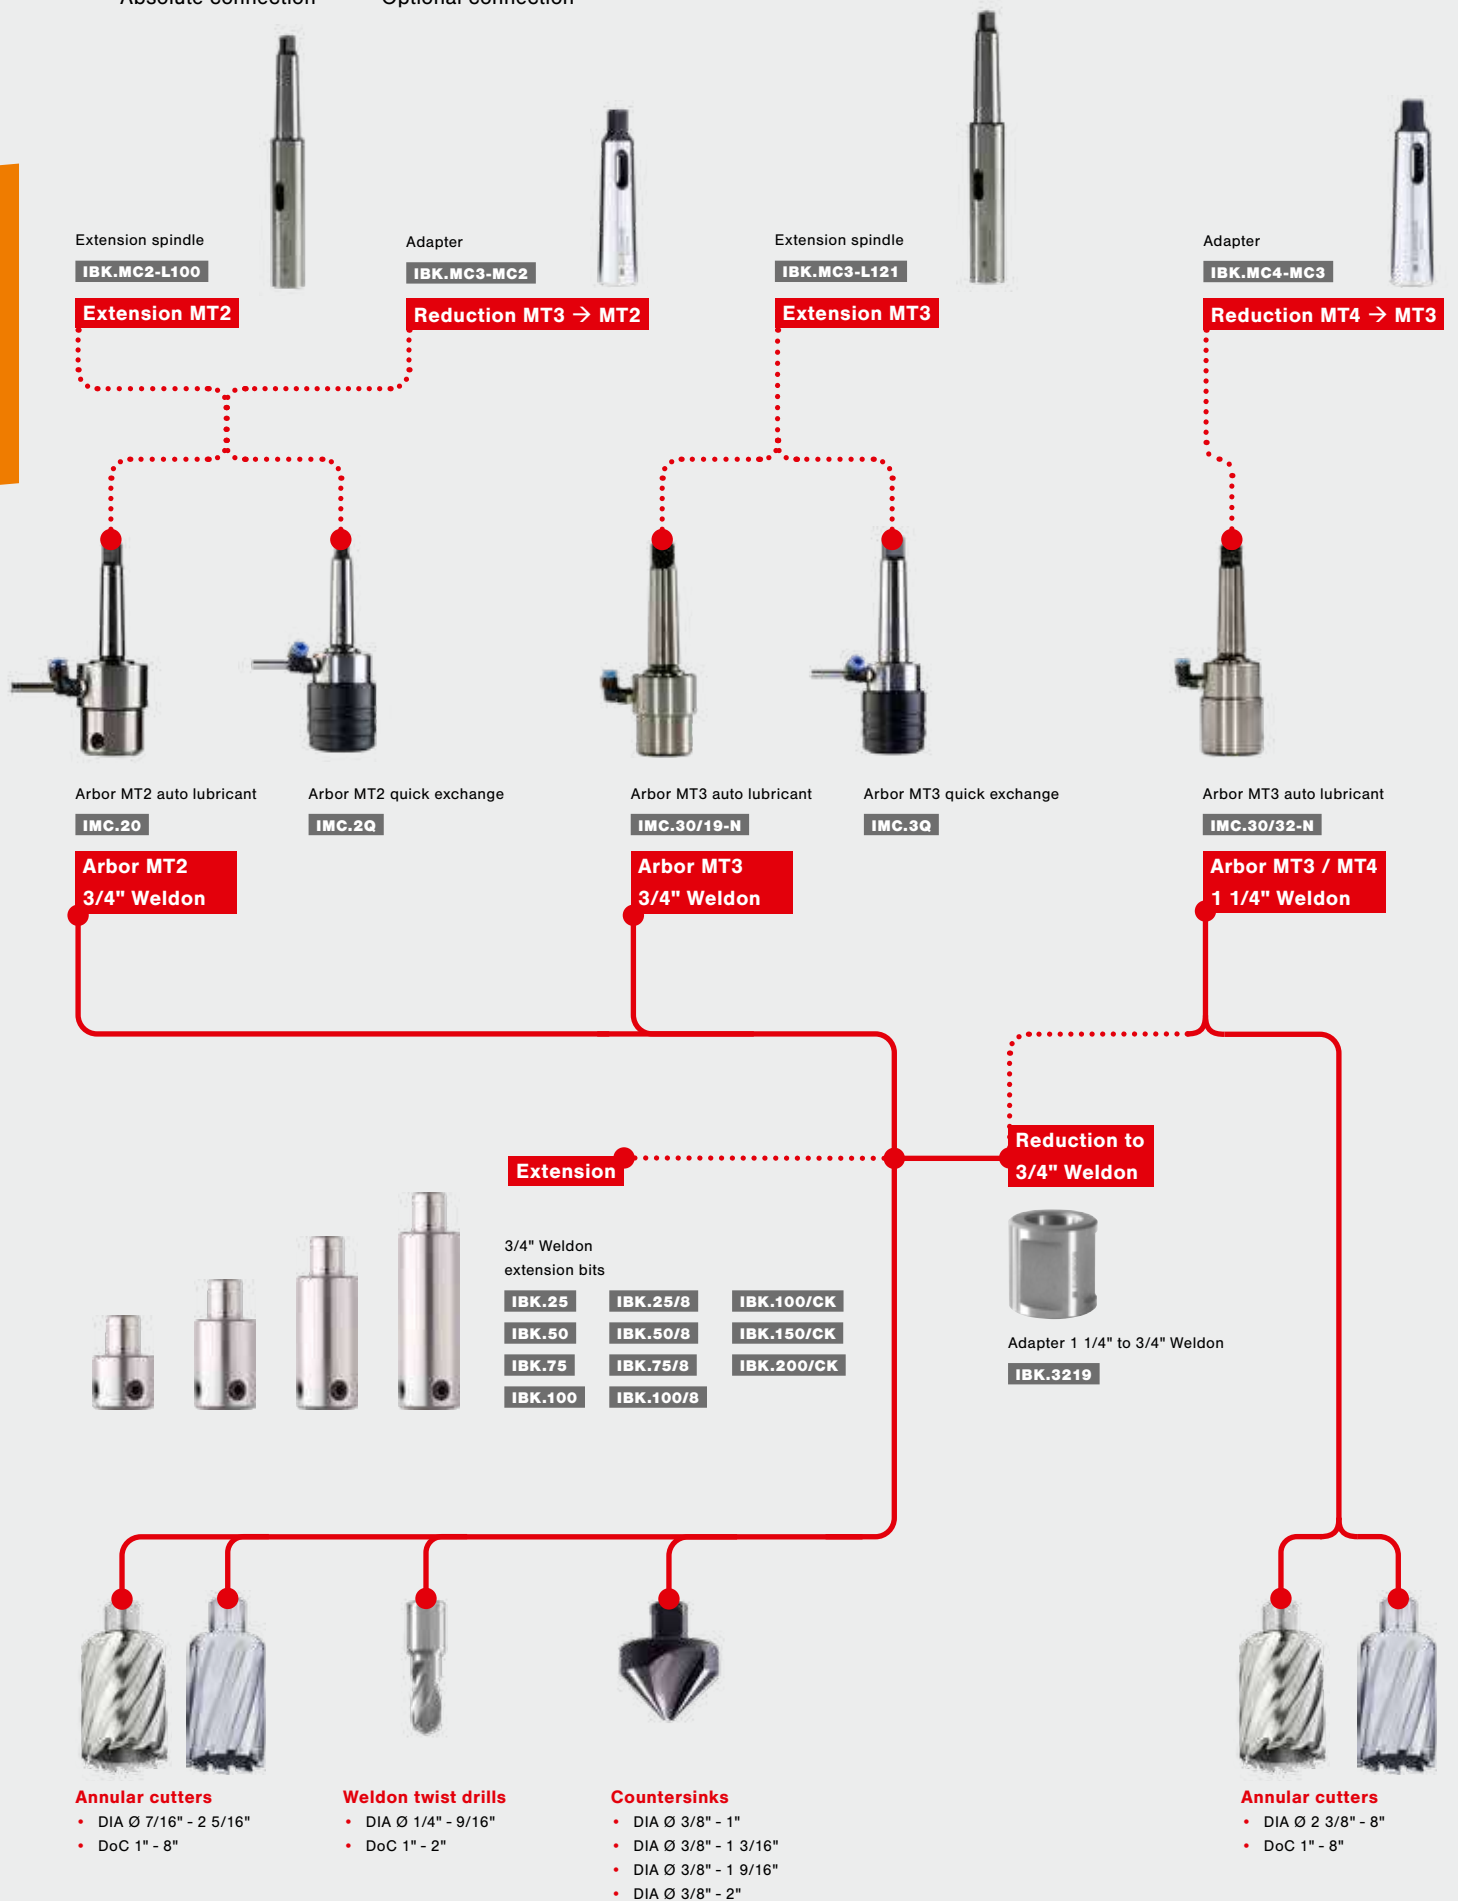 Absolute connection
Optional connection
Extension spindle
IBK.MC2-L100
Extension MT2
Adapter
IBK.MC3-MC2
Reduction MT3 → MT2
Extension spindle
IBK.MC3-L121
Extension MT3
Adapter
IBK.MC4-MC3
Reduction MT4 → MT3
Arbor MT2 auto lubricant
IMC.20
Arbor MT2
3/4" Weldon
Arbor MT2 quick exchange
IMC.2Q
Arbor MT3 auto lubricant
IMC.30/19-N
Arbor MT3
3/4" Weldon
Arbor MT3 quick exchange
IMC.3Q
Arbor MT3 auto lubricant
IMC.30/32-N
Arbor MT3 / MT4
1 1/4" Weldon
Extension
3/4" Weldon
extension bits
IBK.25 IBK.25/8 IBK.100/CK
IBK.50 IBK.50/8 IBK.150/CK
IBK.75 IBK.75/8 IBK.200/CK
IBK.100 IBK.100/8
Reduction to
3/4" Weldon
Adapter 1 1/4" to 3/4" Weldon
IBK.3219
Annular cutters
• DIA Ø 7/16" - 2 5/16"
• DoC 1" - 8"
Weldon twist drills
• DIA Ø 1/4" - 9/16"
• DoC 1" - 2"
Countersinks
• DIA Ø 3/8" - 1"
• DIA Ø 3/8" - 1 3/16"
• DIA Ø 3/8" - 1 9/16"
• DIA Ø 3/8" - 2"
Annular cutters
• DIA Ø 2 3/8" - 8"
• DoC 1" - 8"